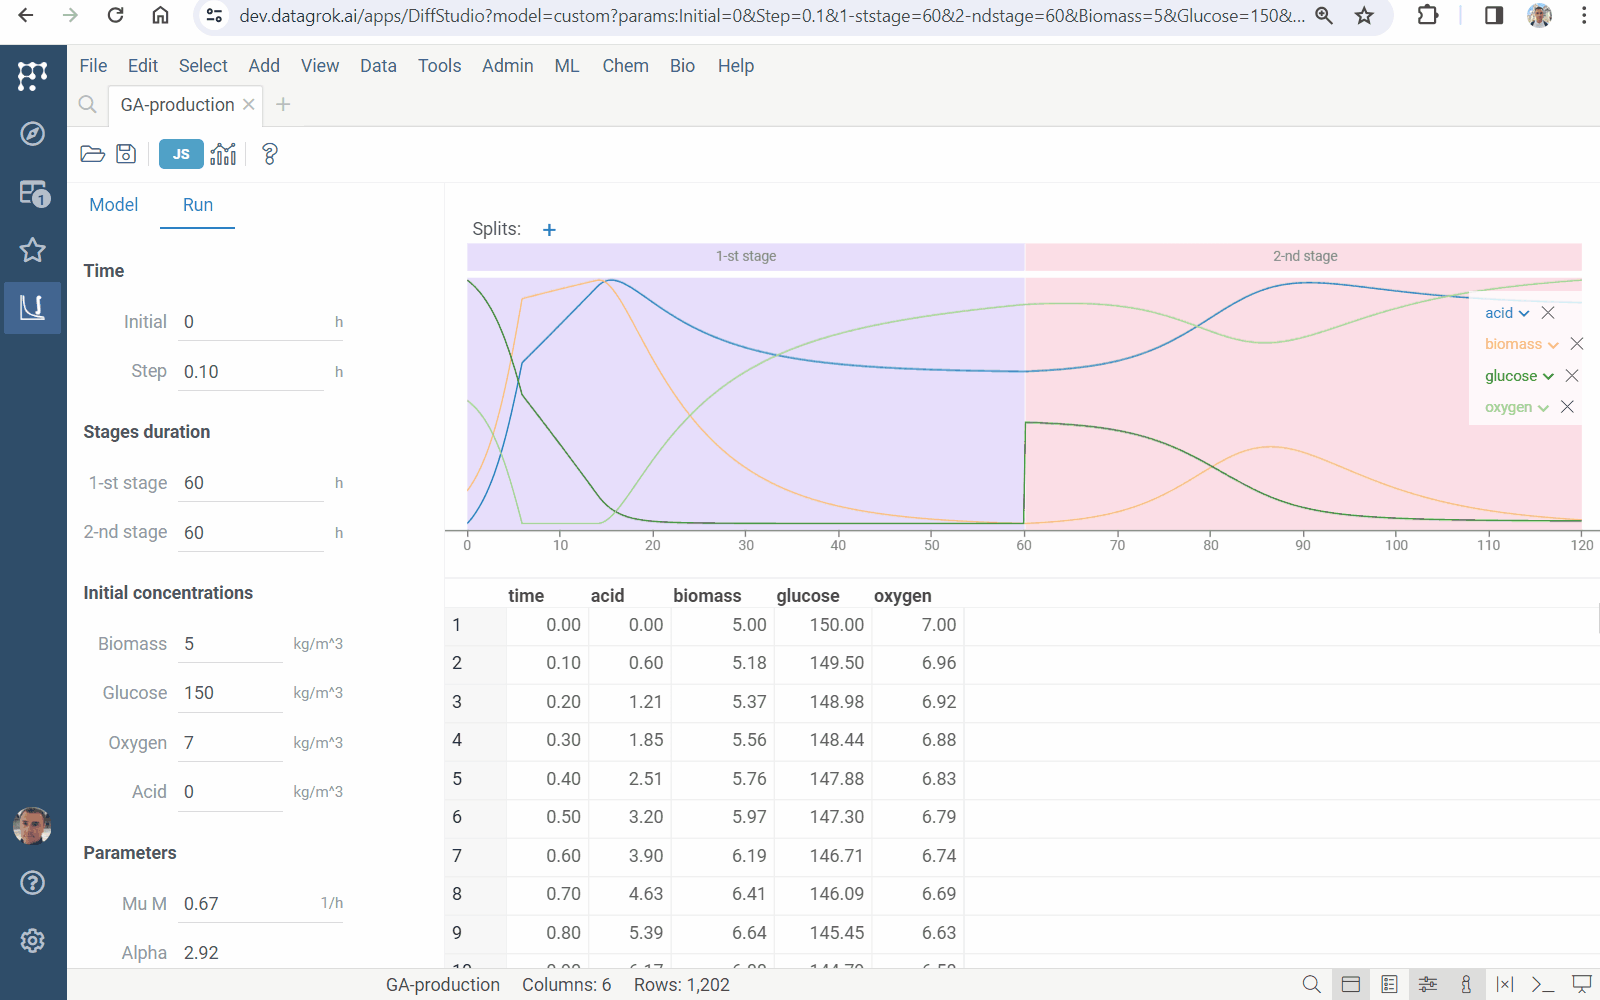 dev.datagrok.ai/apps/DiffStudio?model=custom?params:Initial=0&Step=0.1&1-ststage=60&2-ndstage=60&Biomass=5&Glucose=150&...
File Edit Select Add View Data Tools Admin ML Chem Bio Help
GA-production
JS
1
Model Run
Time
Initial 0 h
Step 0.10 h
Stages duration
1-st stage 60 h
2-nd stage 60 h
Initial concentrations
Biomass 5 kg/m^3
Glucose 150 kg/m^3
Oxygen 7 kg/m^3
Acid 0 kg/m^3
Parameters
Mu M 0.67 1/h
Alpha 2.92
Splits: +
1-st stage 2-nd stage
acid
biomass
glucose
oxygen
0 10 20 30 40 50 60 70 80 90 100 110 120
time acid biomass glucose oxygen
1 0.00 0.00 5.00 150.00 7.00
2 0.10 0.60 5.18 149.50 6.96
3 0.20 1.21 5.37 148.98 6.92
4 0.30 1.85 5.56 148.44 6.88
5 0.40 2.51 5.76 147.88 6.83
6 0.50 3.20 5.97 147.30 6.79
7 0.60 3.90 6.19 146.71 6.74
8 0.70 4.63 6.41 146.09 6.69
9 0.80 5.39 6.64 145.45 6.63
GA-production Columns: 6 Rows: 1,202